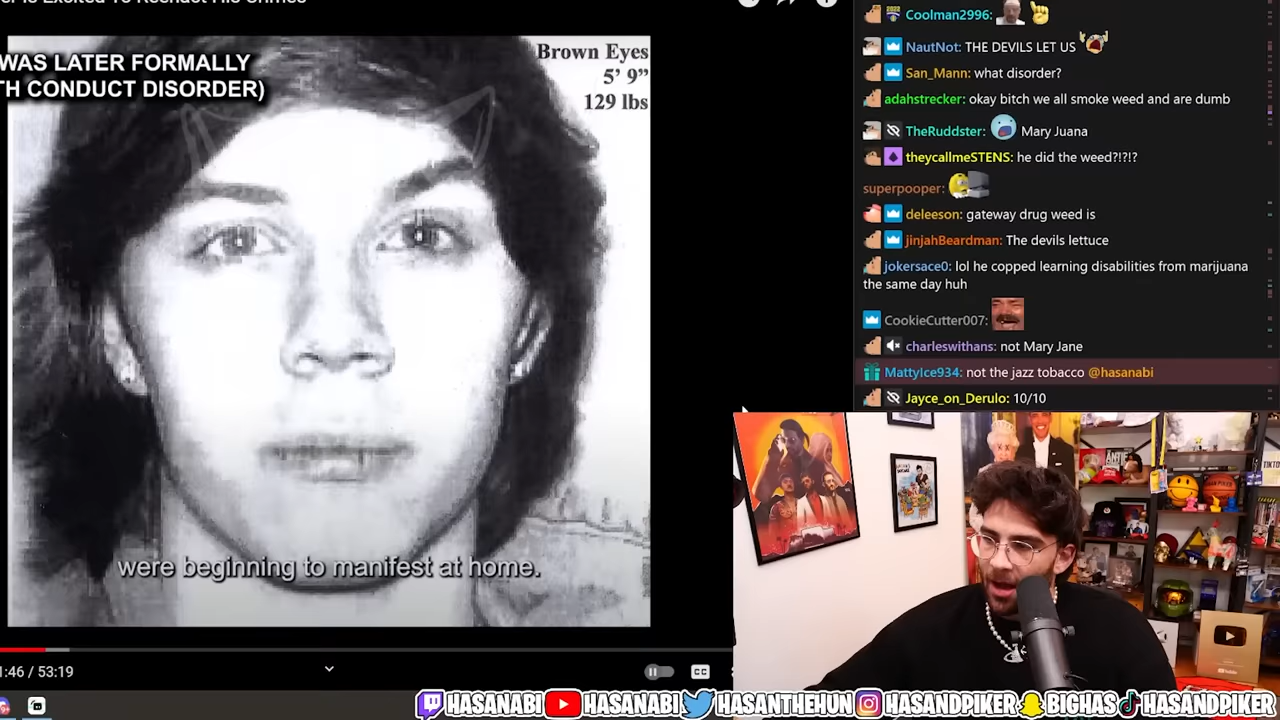 WAS LATER FORMALLY
TH CONDUCT DISORDER)
Brown Eyes
5' 9”
129 lbs
were beginning to manifest at home.
1:46 / 53:19
CC
Coolman2996:
NautNot: THE DEVILS LET US
San_Mann: what disorder?
adahstrecker: okay bitch we all smoke weed and are dumb
TheRuddster: Mary Juana
theycallmeSTENS: he did the weed?!?!?
superpooper:
deleeson: gateway drug weed is
jinjahBeardman: The devils lettuce
jokersace0: lol he copped learning disabilities from marijuana
the same day huh
CookieCutter007:
charleswithans: not Mary Jane
MattyIce934: not the jazz tobacco @hasanabi
Jayce_on_Derulo: 10/10
HASANABI HASANABI HASANTHEHUN HASANDPIKER BIGHAS HASANDPIKER